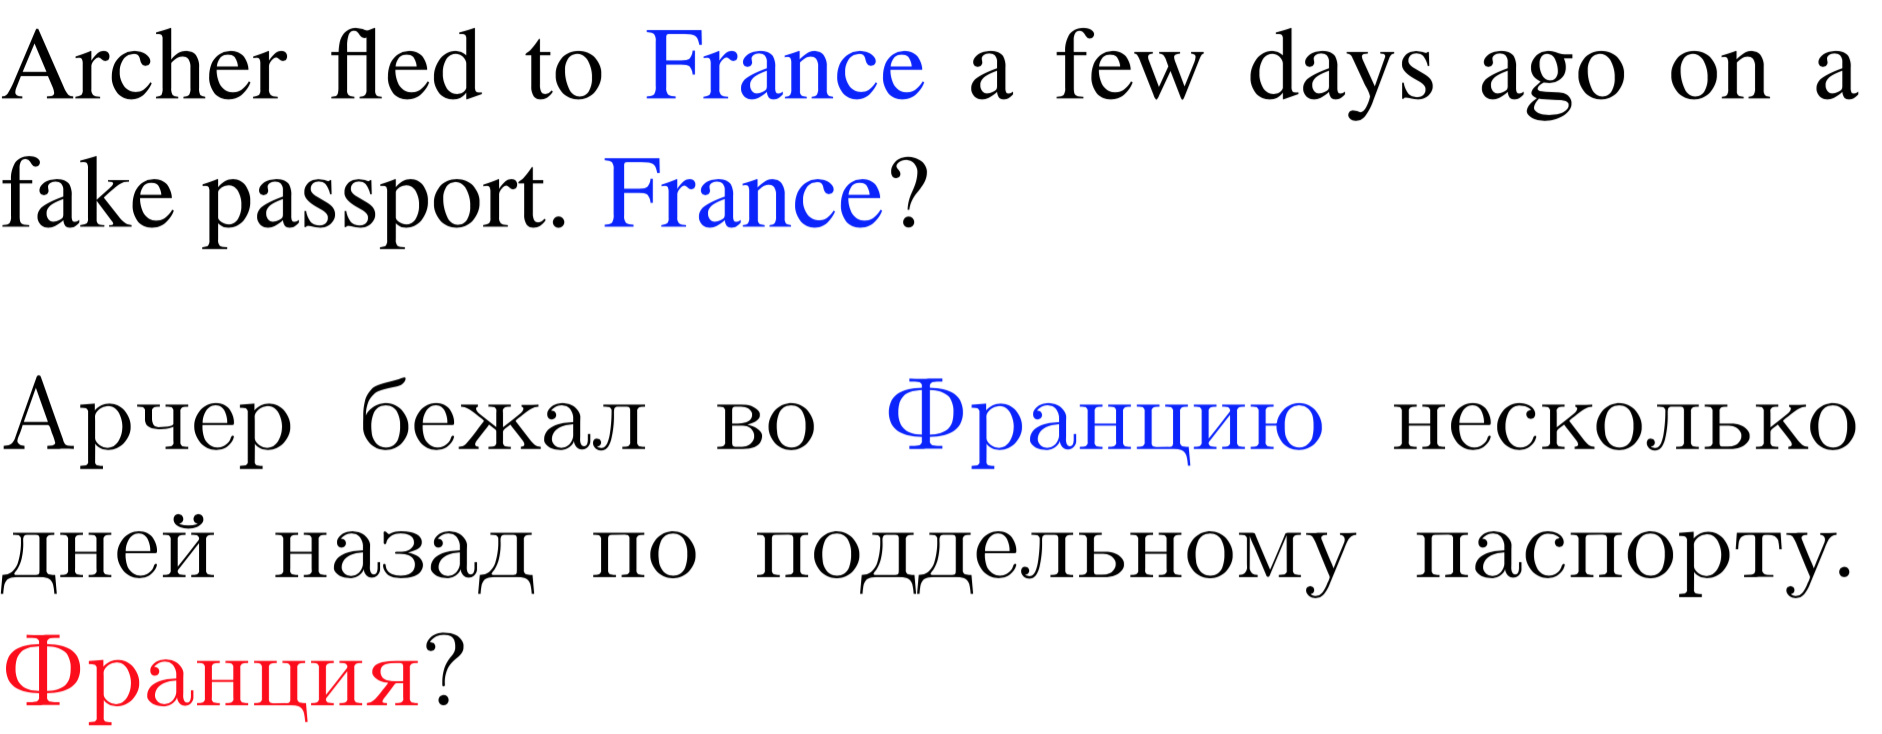 Archer fled to France a few days ago on a
fake passport. France?
Арчер бежал во Францию несколько
дней назад по поддельному паспорту.
Франция?